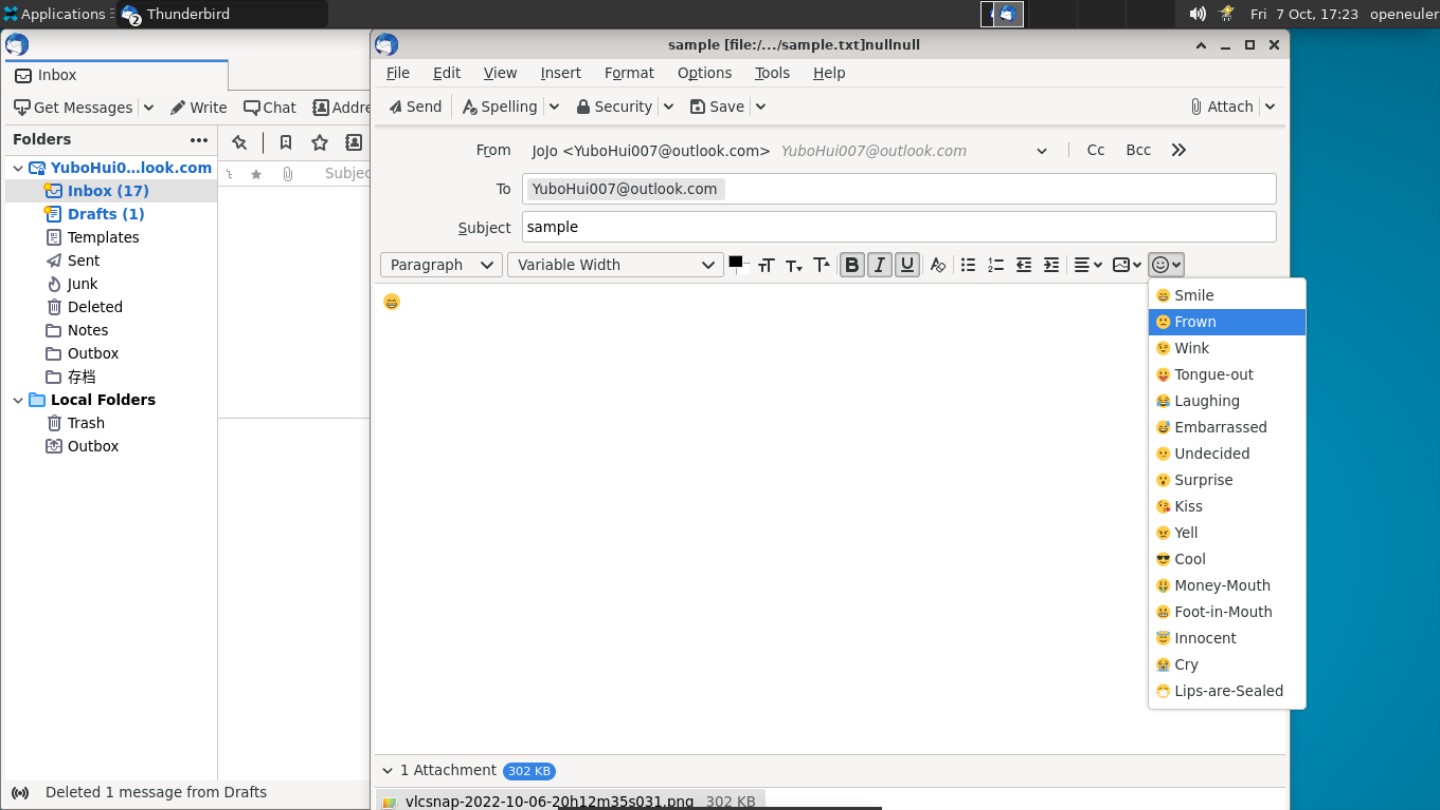 Applications Thunderbird Fri 7 Oct, 17:23 openeuler
2
sample [file:/.../sample.txt]nullnull
Inbox
File Edit View Insert Format Options Tools Help
Get Messages Write Chat Addre
Send Spelling Security Save Attach
Folders
From JoJo <YuboHui007@outlook.com> YuboHui007@outlook.com Cc Bcc
YuboHui0...look.com
Subjec
Inbox (17)
To YuboHui007@outlook.com
Drafts (1)
Subject sample
Templates
Sent
Paragraph Variable Width B I U
Junk
Deleted
Notes
Outbox
存档
Local Folders
Trash
Outbox
Smile
Frown
Wink
Tongue-out
Laughing
Embarrassed
Undecided
Surprise
Kiss
Yell
Cool
Money-Mouth
Foot-in-Mouth
Innocent
Cry
Lips-are-Sealed
1 Attachment 302 KB
Deleted 1 message from Drafts
vlcsnap-2022-10-06-20h12m35s031.png 302 KB